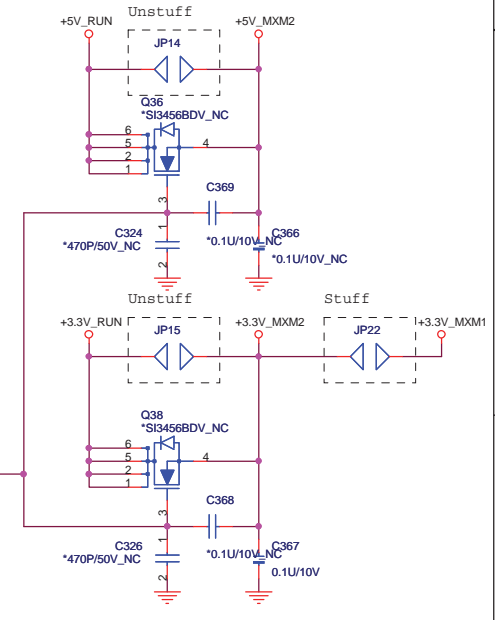 Unstuff
+5V_RUN
+5V_MXM2
JP14
Q36
*SI3456BDV_NC
6
5
2
1
4
3
C369
*0.1U/10V_NC
C324
*470P/50V_NC
1
2
C366
*0.1U/10V_NC
Unstuff
Stuff
+3.3V_RUN
+3.3V_MXM2
+3.3V_MXM1
JP15
JP22
Q38
*SI3456BDV_NC
6
5
2
1
4
3
C368
*0.1U/10V_NC
C326
*470P/50V_NC
1
2
C367
0.1U/10V